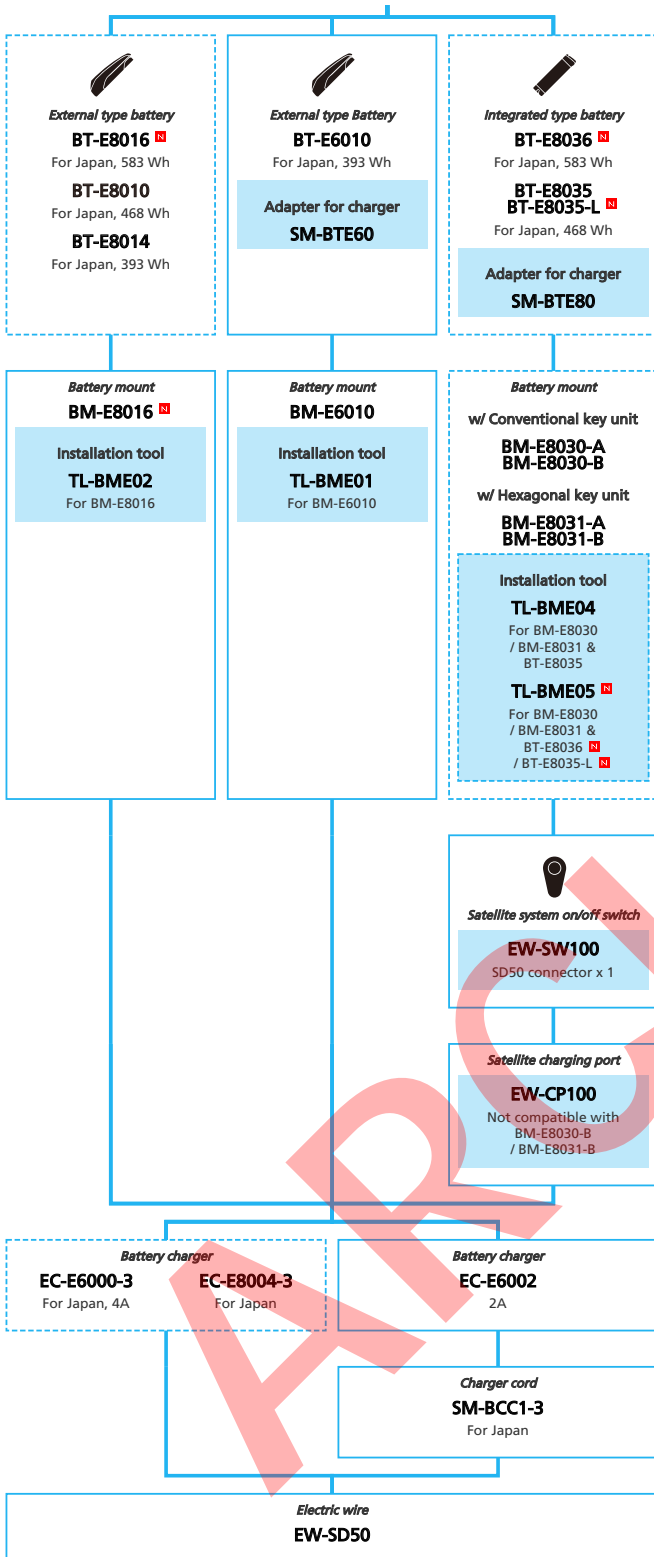 External type battery
BT-E8016 N
For Japan, 583 Wh
BT-E8010
For Japan, 468 Wh
BT-E8014
For Japan, 393 Wh
External type Battery
BT-E6010
For Japan, 393 Wh
Adapter for charger
SM-BTE60
Integrated type battery
BT-E8036 N
For Japan, 583 Wh
BT-E8035
BT-E8035-L N
For Japan, 468 Wh
Adapter for charger
SM-BTE80
Battery mount
BM-E8016 N
Installation tool
TL-BME02
For BM-E8016
Battery mount
BM-E6010
Installation tool
TL-BME01
For BM-E6010
Battery mount
w/ Conventional key unit
BM-E8030-A
BM-E8030-B
w/ Hexagonal key unit
BM-E8031-A
BM-E8031-B
Installation tool
TL-BME04
For BM-E8030
/ BM-E8031 &
BT-E8035
TL-BME05 N
For BM-E8030
/ BM-E8031 &
BT-E8036 N
/ BT-E8035-L N
Satellite system on/off switch
EW-SW100
SD50 connector x 1
Satellite charging port
EW-CP100
Not compatible with
BM-E8030-B
/ BM-E8031-B
Battery charger
EC-E6000-3
For Japan, 4A
EC-E8004-3
For Japan
Battery charger
EC-E6002
2A
Charger cord
SM-BCC1-3
For Japan
Electric wire
EW-SD50
ARC